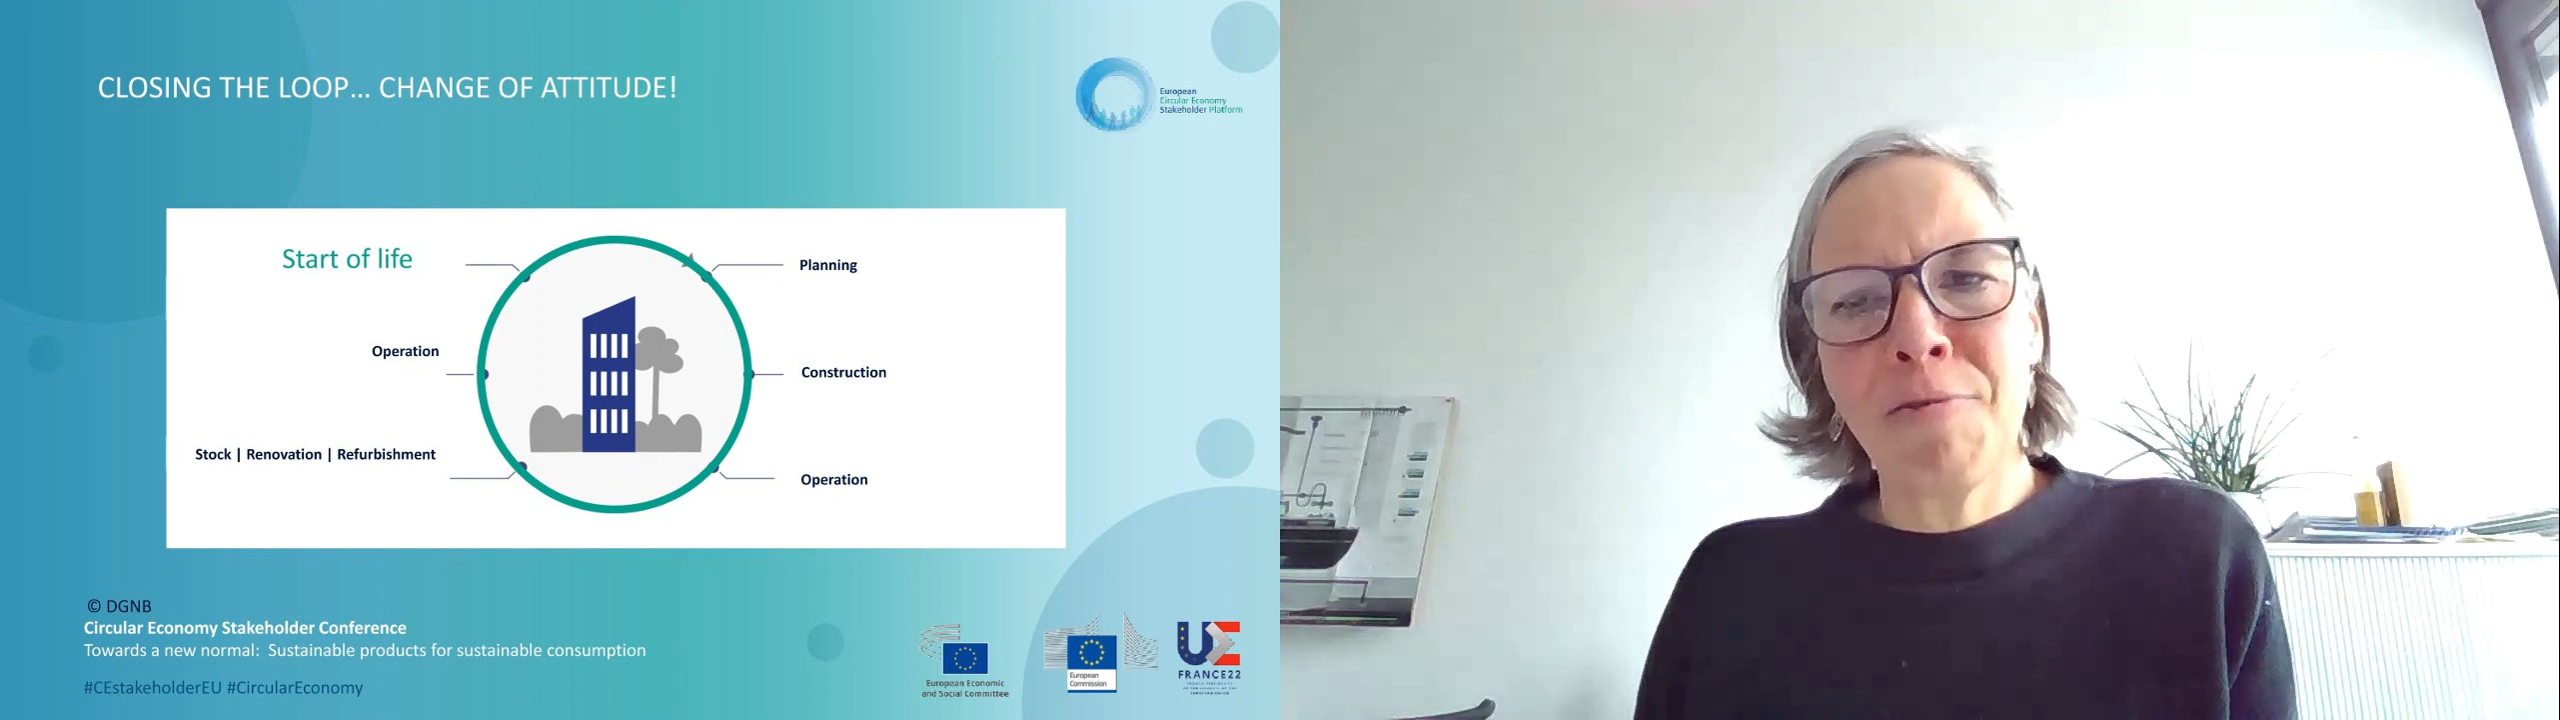 CLOSING THE LOOP... CHANGE OF ATTITUDE!
European
Circular Economy
Stakeholder Platform
Start of life
Planning
Operation
Construction
Stock | Renovation | Refurbishment
Operation
© DGNB
Circular Economy Stakeholder Conference
Towards a new normal: Sustainable products for sustainable consumption
#CEstakeholderEU #CircularEconomy
European Economic
and Social Committee
European
Commission
UE
FRANCE22